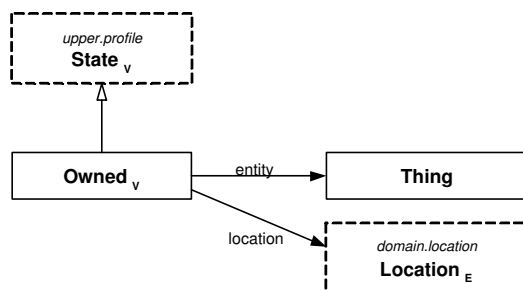 upper.profile
State V
Owned V
entity
Thing
location
domain.location
Location E